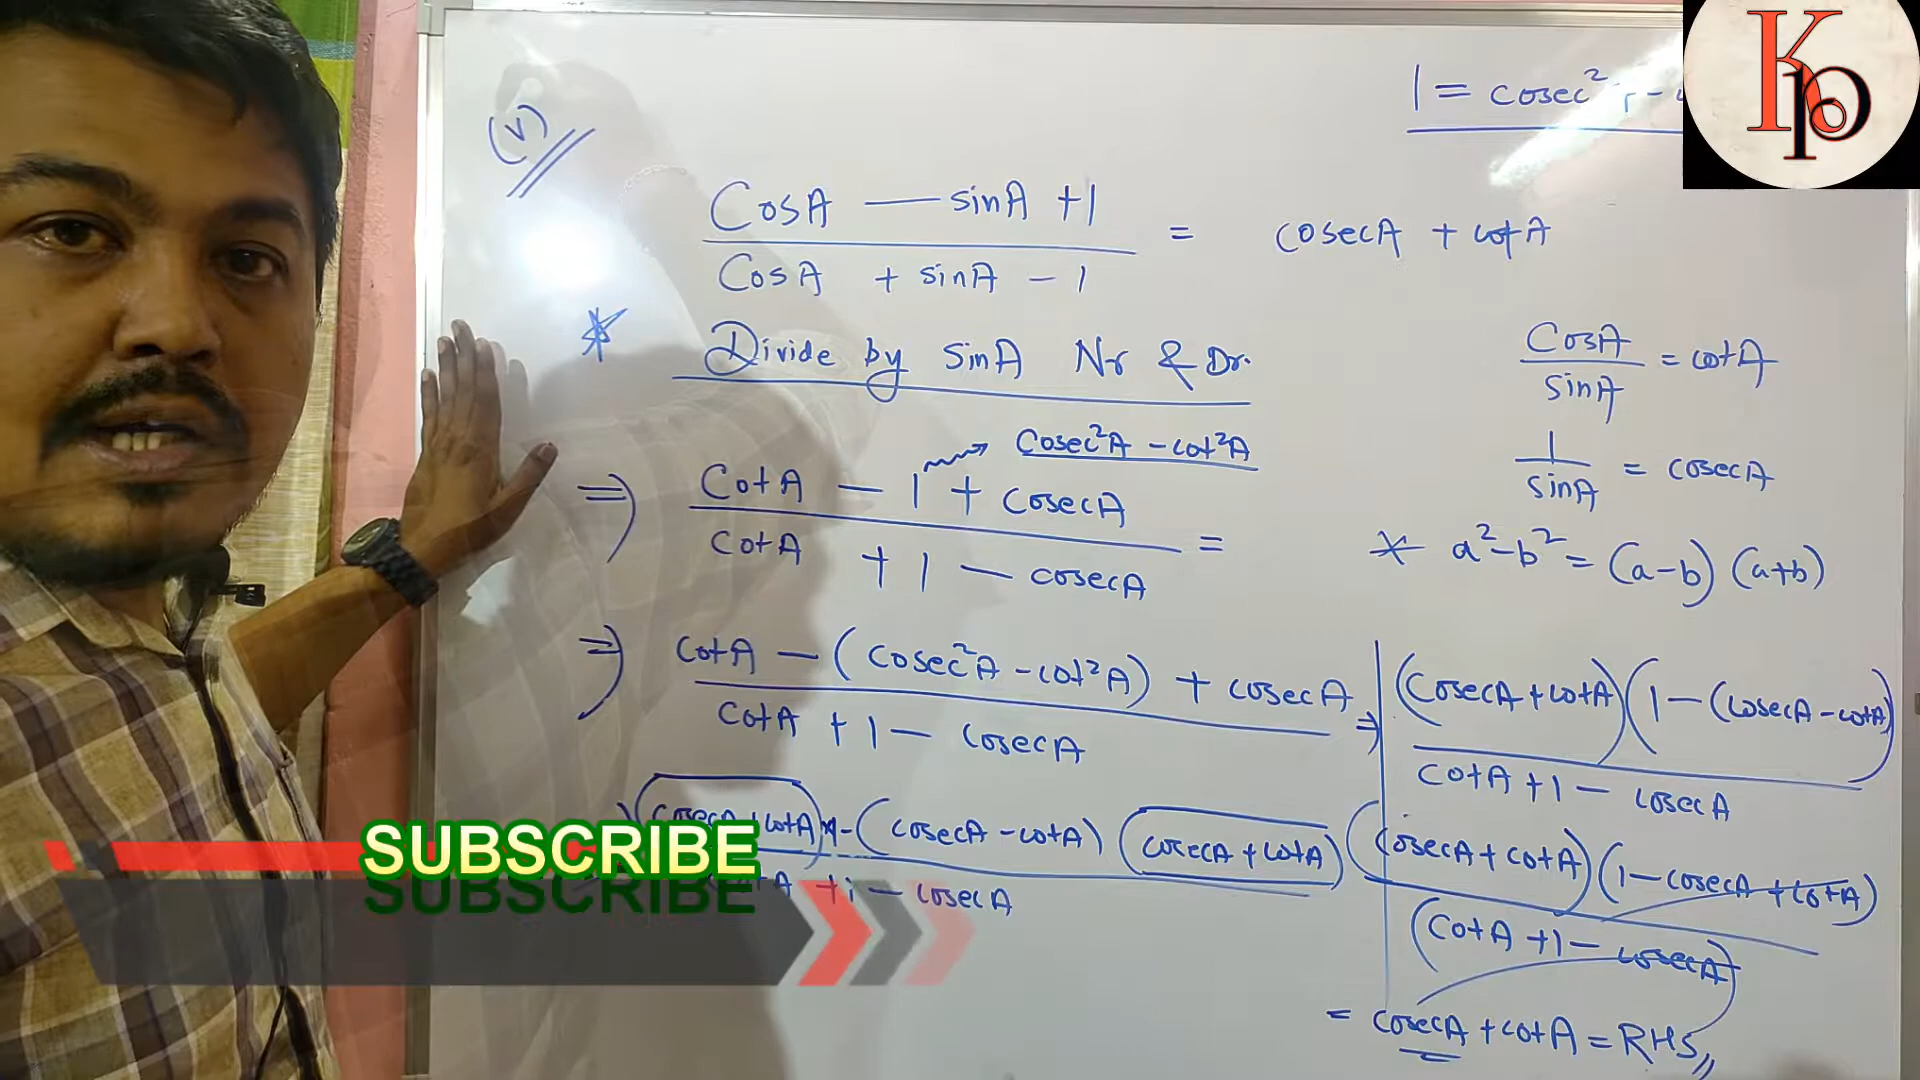 (V)
1 = cosec²
KP
CosA — sinA + 1 = cosecA + cotA
CosA + sinA - 1
* Divide by SinA Nr & Dr.
CosA = cotA
sinA
1 = cosecA
sinA
* a²-b² = (a-b) (a+b)
Cosec²A - cot²A
⇒ CotA — 1 + CosecA =
CotA + 1 — cosecA
⇒ CotA — (Cosec²A - cot²A) + cosecA
CotA + 1 — cosecA
⇒ (CosecA + cotA) (1 — (cosecA - cotA)
CotA + 1 — cosecA
(cosecA + cotA) - (cosecA - cotA) (cosecA + cotA)
+ 1 — cosecA
(CosecA + cotA) (1 — cosecA + cotA)
(CotA + 1 — cosecA)
= cosecA + cotA = RHS
SUBSCRIBE
SUBSCRIBE